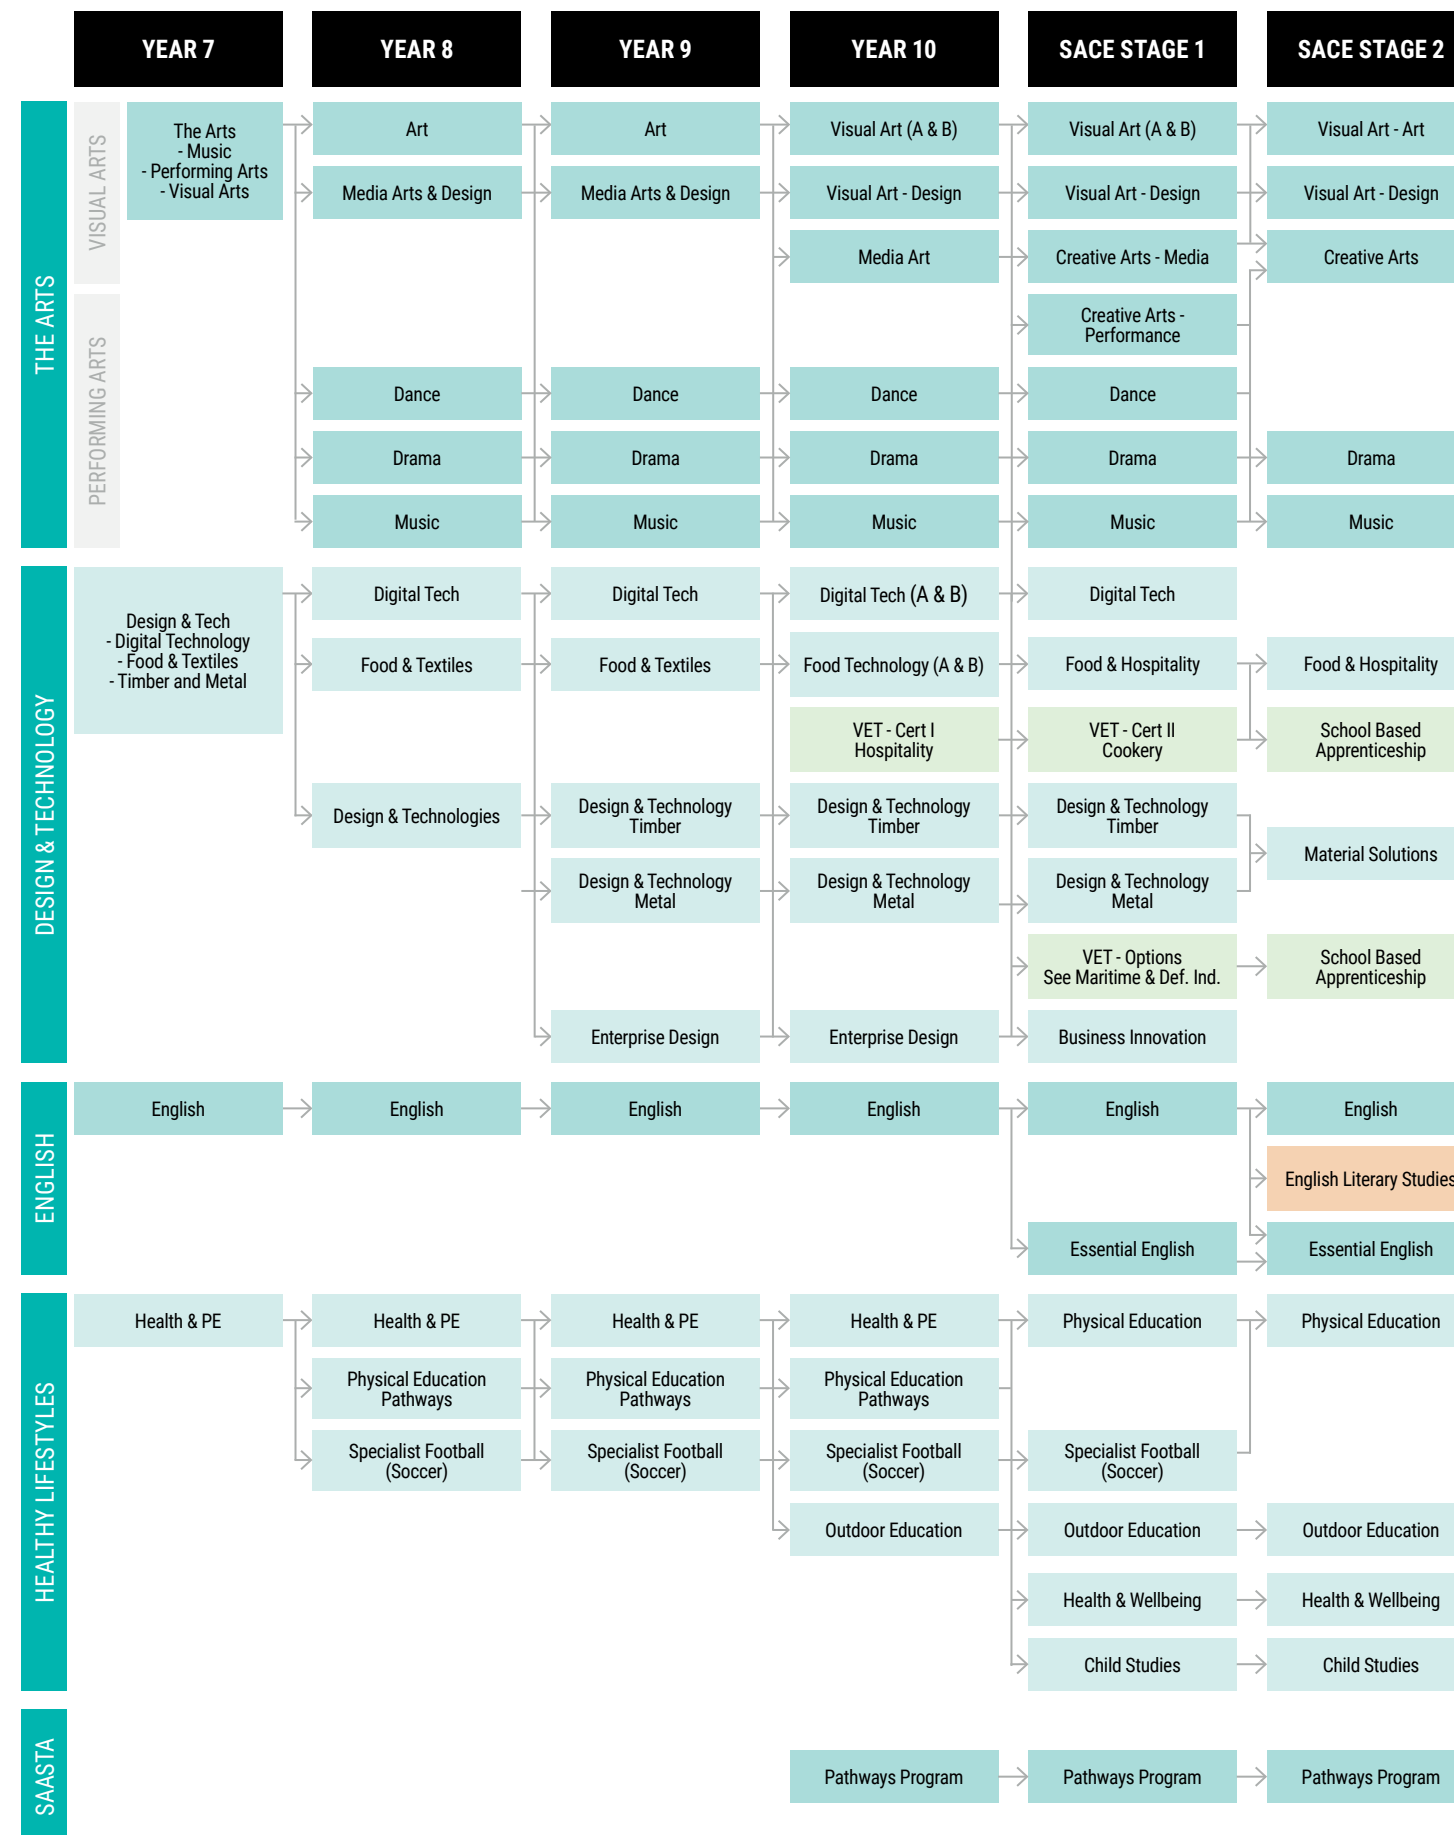 YEAR 7
YEAR 8
YEAR 9
YEAR 10
SACE STAGE 1
SACE STAGE 2
THE ARTS
VISUAL ARTS
PERFORMING ARTS
The Arts
- Music
- Performing Arts
- Visual Arts
Art
Art
Visual Art (A & B)
Visual Art (A & B)
Visual Art - Art
Media Arts & Design
Media Arts & Design
Visual Art - Design
Visual Art - Design
Visual Art - Design
Media Art
Creative Arts - Media
Creative Arts
Creative Arts -
Performance
Dance
Dance
Dance
Dance
Drama
Drama
Drama
Drama
Drama
Music
Music
Music
Music
Music
DESIGN & TECHNOLOGY
Design & Tech
- Digital Technology
- Food & Textiles
- Timber and Metal
Digital Tech
Digital Tech
Digital Tech (A & B)
Digital Tech
Food & Textiles
Food & Textiles
Food Technology (A & B)
Food & Hospitality
Food & Hospitality
VET - Cert I
Hospitality
VET - Cert II
Cookery
School Based
Apprenticeship
Design & Technologies
Design & Technology
Timber
Design & Technology
Timber
Design & Technology
Timber
Material Solutions
Design & Technology
Metal
Design & Technology
Metal
Design & Technology
Metal
VET - Options
See Maritime & Def. Ind.
School Based
Apprenticeship
Enterprise Design
Enterprise Design
Business Innovation
ENGLISH
English
English
English
English
English
English
English Literary Studies
Essential English
Essential English
HEALTHY LIFESTYLES
Health & PE
Health & PE
Health & PE
Health & PE
Physical Education
Physical Education
Physical Education
Pathways
Physical Education
Pathways
Physical Education
Pathways
Specialist Football
(Soccer)
Specialist Football
(Soccer)
Specialist Football
(Soccer)
Specialist Football
(Soccer)
Outdoor Education
Outdoor Education
Outdoor Education
Health & Wellbeing
Health & Wellbeing
Child Studies
Child Studies
SAASTA
Pathways Program
Pathways Program
Pathways Program